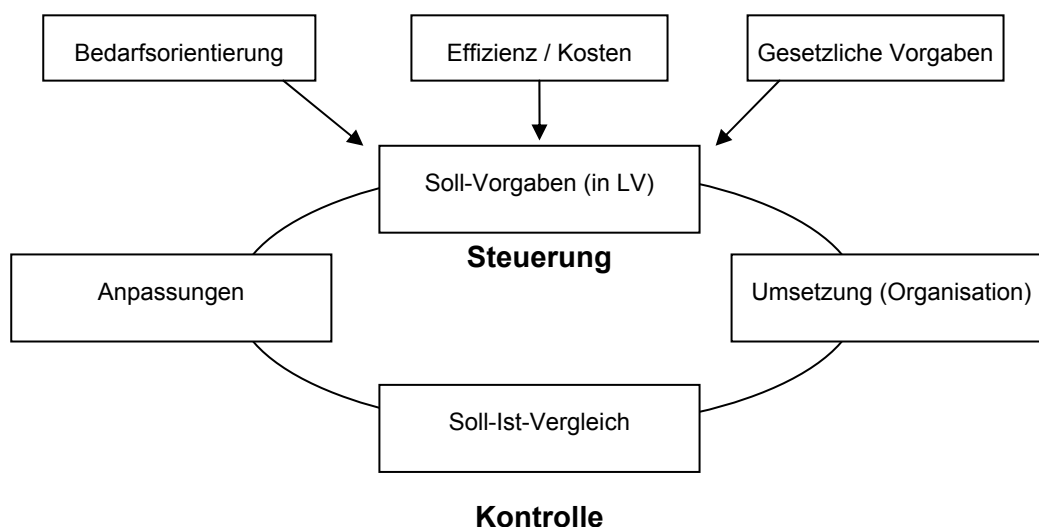 Bedarfsorientierung
Effizienz / Kosten
Gesetzliche Vorgaben
Soll-Vorgaben (in LV)
Steuerung
Anpassungen
Umsetzung (Organisation)
Soll-Ist-Vergleich
Kontrolle